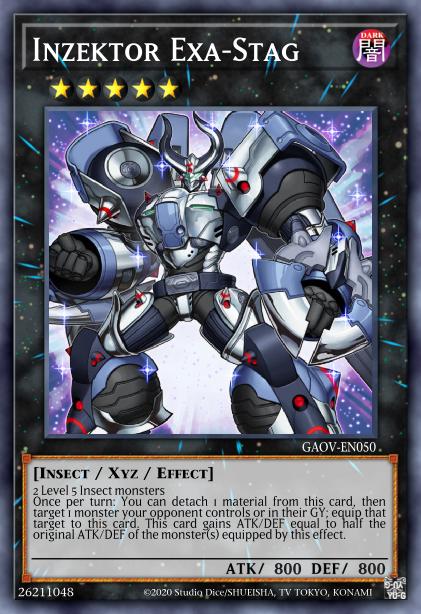 INZEKTOR EXA-STAG
DARK
闇
GAOV-EN050
[INSECT / XYZ / EFFECT]
2 Level 5 Insect monsters
Once per turn: You can detach 1 material from this card, then
target 1 monster your opponent controls or in their GY; equip that
target to this card. This card gains ATK/DEF equal to half the
original ATK/DEF of the monster(s) equipped by this effect.
ATK/ 800 DEF/ 800
26211048
©2020 Studio Dice/SHUEISHA, TV TOKYO, KONAMI